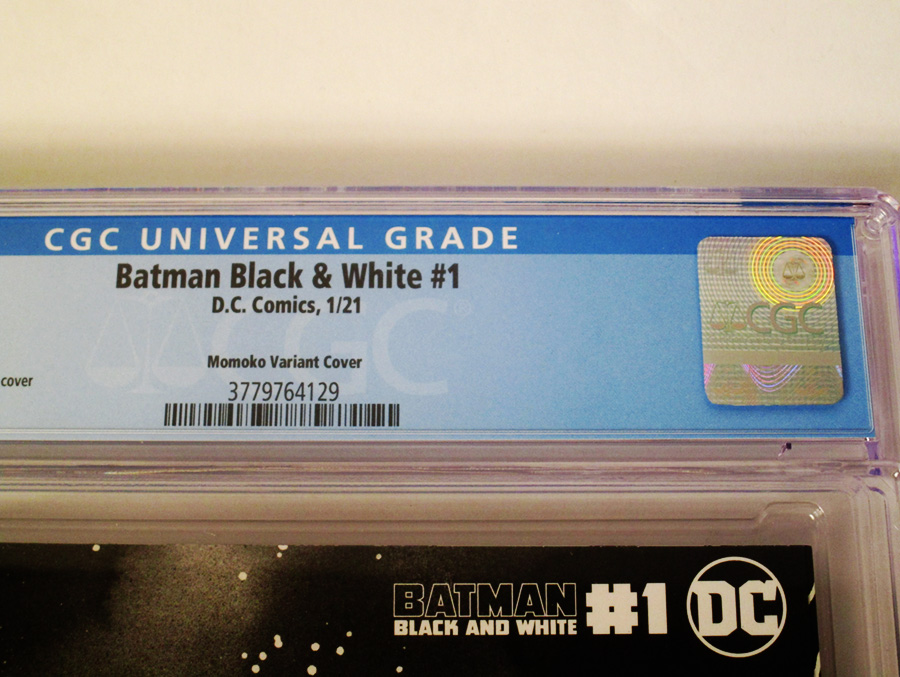 CGC UNIVERSAL GRADE
Batman Black & White #1
D.C. Comics, 1/21
CGC
Momoko Variant Cover
cover
3779764129
CGC
BATMAN
BLACK AND WHITE
#1
DC